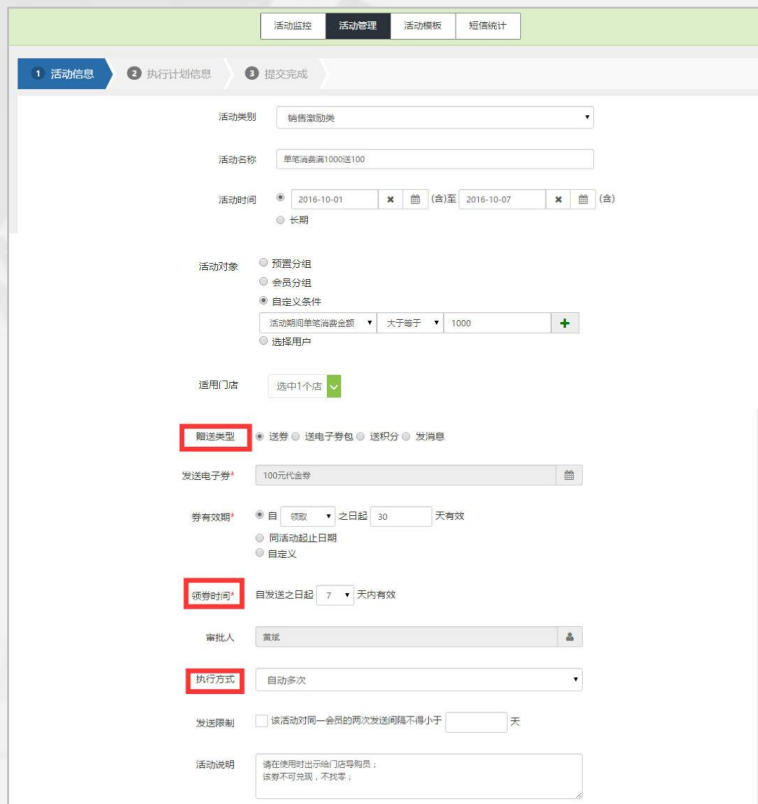 活动监控 活动管理 活动模板 短信统计
1 活动信息 2 执行计划信息 3 提交完成
活动类别 销售激励类
活动名称 单笔消费满1000送100
活动时间 2016-10-01 (含)至 2016-10-07 (含)
长期
活动对象 预置分组
会员分组
自定义条件
活动期间单笔消费金额 大于等于 1000
选择用户
适用门店 选中1个店
赠送类型 送券 送电子券包 送积分 发消息
发送电子券* 100元代金券
券有效期* 自 领取 之日起 30 天有效
同活动起止日期
自定义
领券时间* 自发送之日起 7 天内有效
审批人 黄斌
执行方式 自动多次
发送限制 该活动对同一会员的两次发送间隔不得小于 天
活动说明 请在使用时出示给门店导购员；
该券不可兑现，不找零；